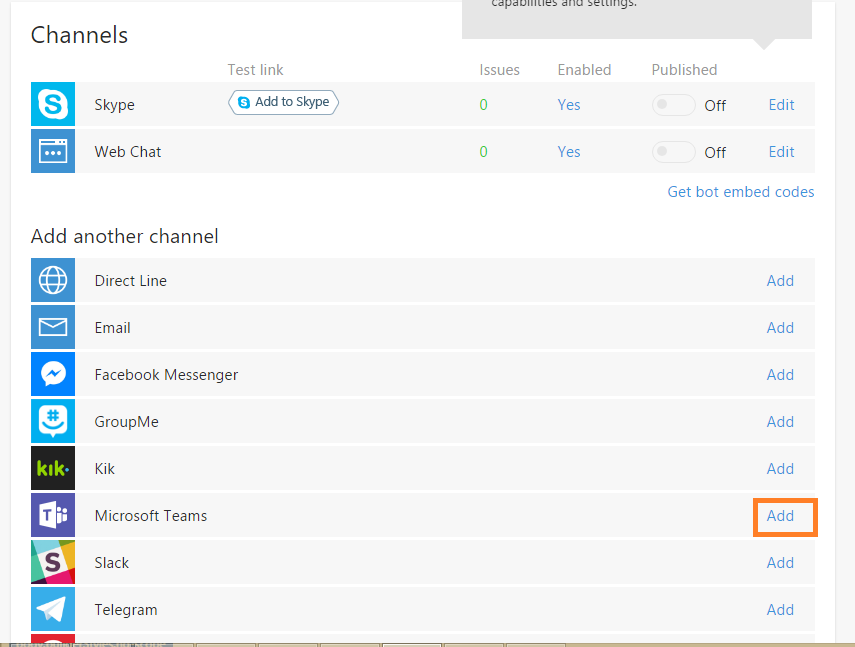 capabilities and settings.
Channels
Test link Issues Enabled Published
Skype Add to Skype 0 Yes Off Edit
Web Chat 0 Yes Off Edit
Get bot embed codes
Add another channel
Direct Line Add
Email Add
Facebook Messenger Add
GroupMe Add
kik. Kik Add
Microsoft Teams Add
Slack Add
Telegram Add